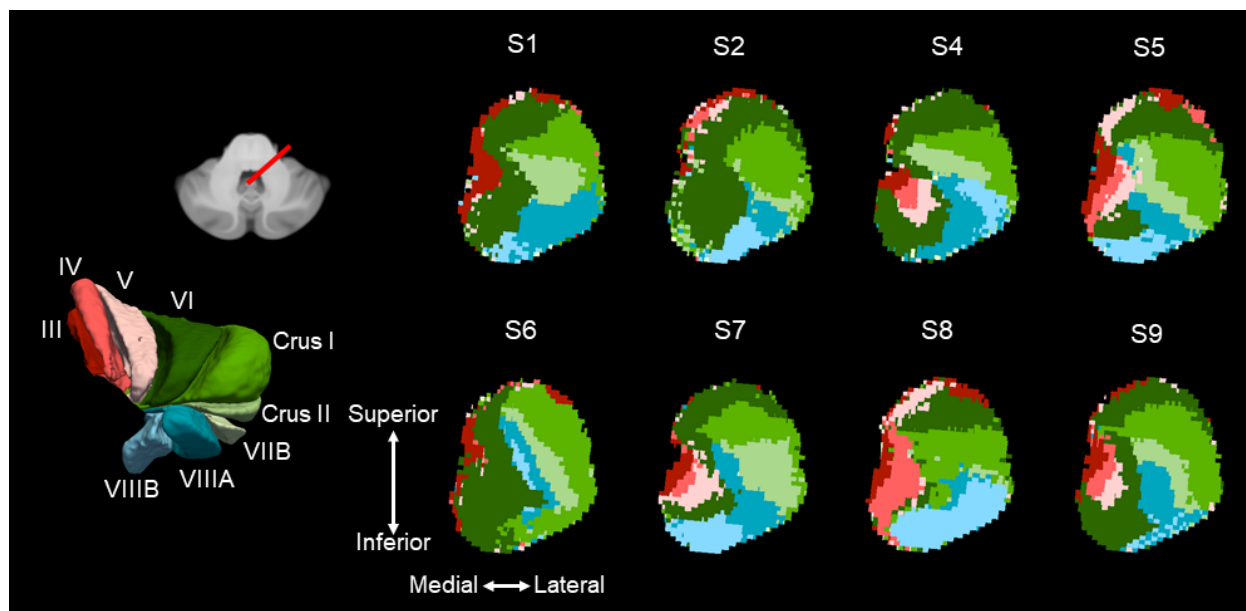 S1
S2
S4
S5
IV
V
VI
III
Crus I
Crus II
VIIB
VIIIA
VIIIB
S6
S7
S8
S9
Superior
Inferior
Medial
Lateral